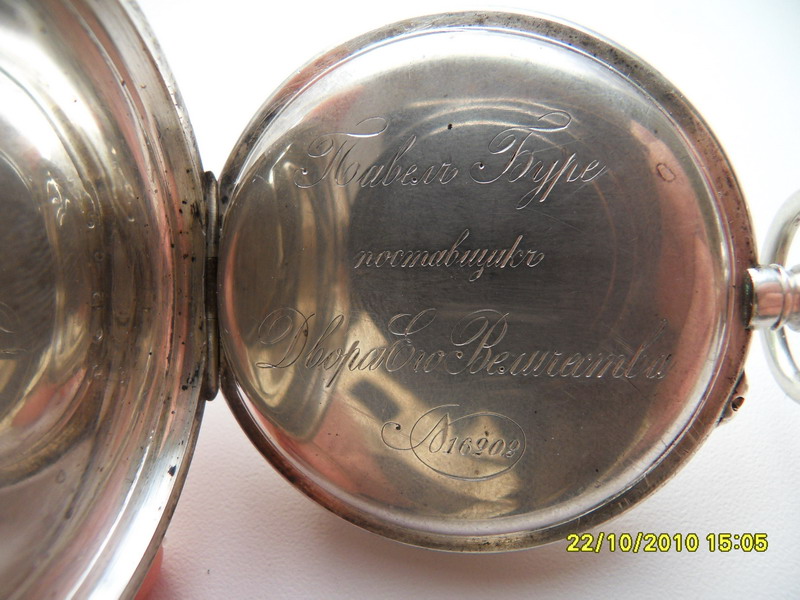 Павелъ Буре
поставщикъ
Двора Его Величества
№ 16202
22/10/2010 15:05